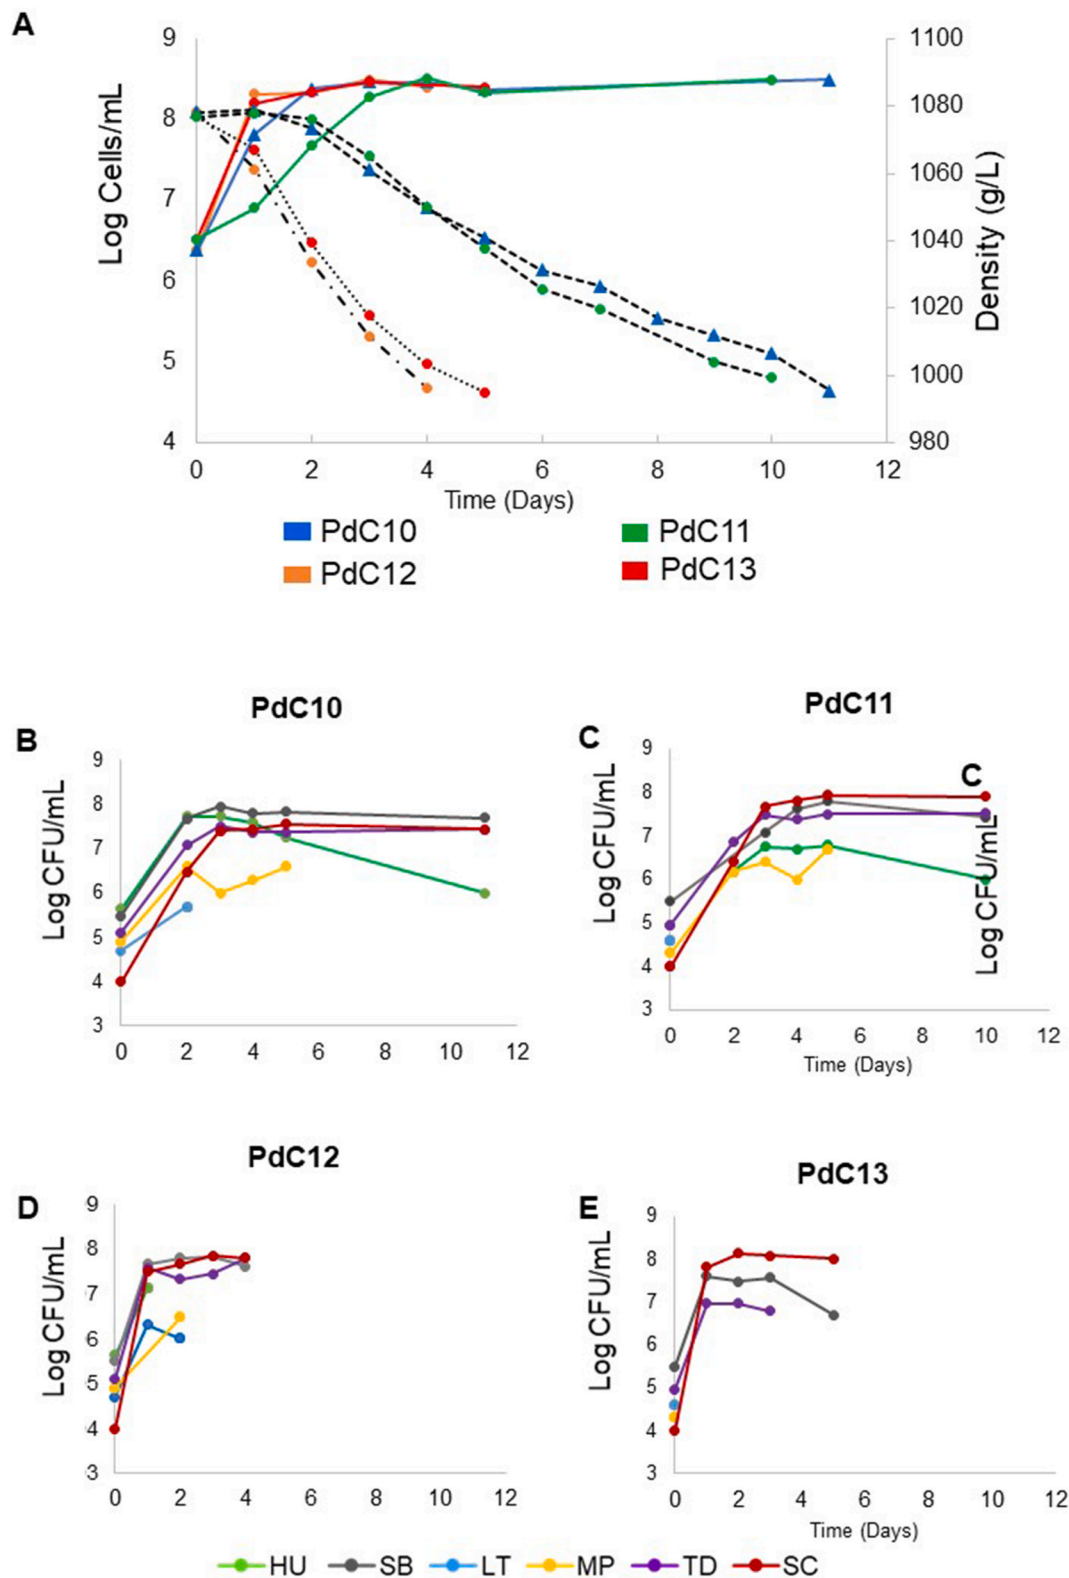 A
9
8
7
6
5
4
Log Cells/mL
1100
1080
1060
1040
1020
1000
980
Density (g/L)
0 2 4 6 8 10 12
Time (Days)
PdC10 PdC11
PdC12 PdC13
PdC10
B
9
8
7
6
5
4
3
Log CFU/mL
0 2 4 6 8 10 12
PdC11
C
9
8
7
6
5
4
3
Log CFU/mL
C
Log CFU/mL
0 2 4 6 8 10 12
Time (Days)
PdC12
D
9
8
7
6
5
4
3
Log CFU/mL
0 2 4 6 8 10 12
PdC13
E
9
8
7
6
5
4
3
Log CFU/mL
0 2 4 6 8 10 12
Time (Days)
HU SB LT MP TD SC